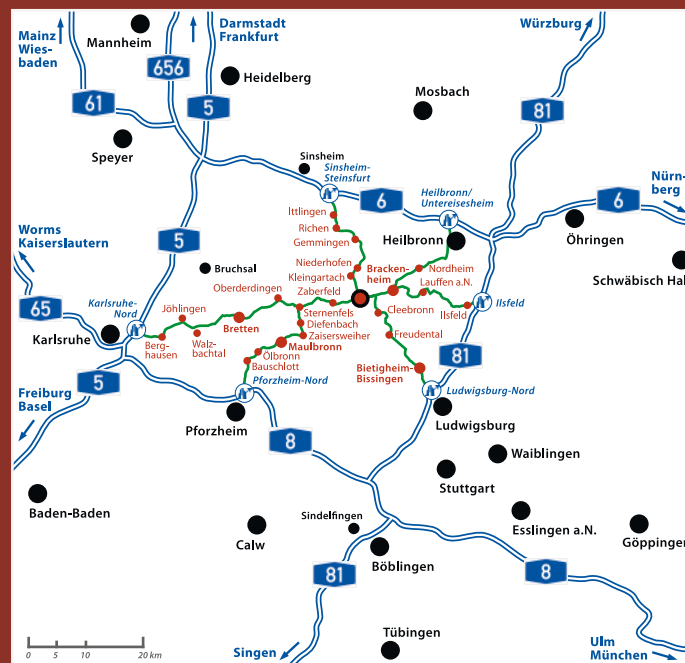 Mainz
Wies-
baden
Mannheim
Darmstadt
Frankfurt
Würzburg
656
Heidelberg
61
5
81
Mosbach
Speyer
Sinsheim
Sinsheim-
Steinsfurt
6
Heilbronn/
Untereisesheim
Nürn-
berg
6
Ittlingen
Richen
Gemmingen
Heilbronn
Öhringen
Worms
Kaiserslautern
5
Bruchsal
Niederhofen
Kleingartach
Bracken-
heim
Nordheim
Lauffen a.N.
Schwäbisch Hal
Oberderdingen
Zaberfeld
65
Karlsruhe-
Nord
Jöhlingen
Sternenfels
Cleebronn
Ilsfeld
Ilsfeld
Karlsruhe
Bretten
Diefenbach
Zaisersweiher
Freudental
Berg-
hausen
Walz-
bachtal
Maulbronn
Ölbronn
Bauschlott
81
Bietigheim-
Bissingen
5
Freiburg
Basel
Pforzheim-Nord
Ludwigsburg-Nord
Pforzheim
Ludwigsburg
8
Waiblingen
Stuttgart
Baden-Baden
Sindelfingen
Esslingen a.N.
Calw
Göppingen
Böblingen
81
8
Tübingen
Singen
Ulm
München
0 5 10 20 km